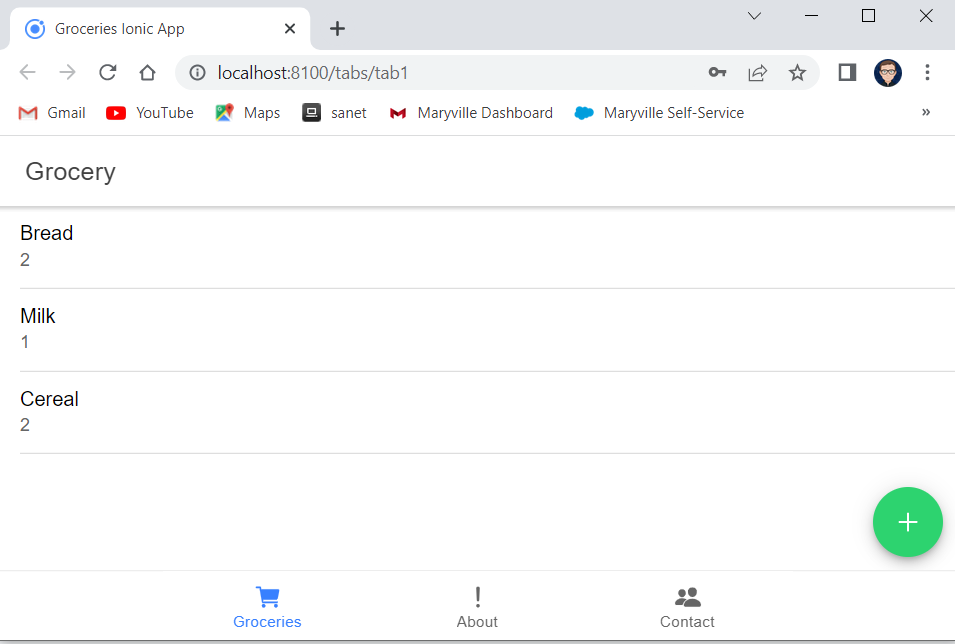 Groceries Ionic App
localhost:8100/tabs/tab1
Gmail YouTube Maps sanet Maryville Dashboard Maryville Self-Service »
Grocery
Bread
2
Milk
1
Cereal
2
Groceries About Contact